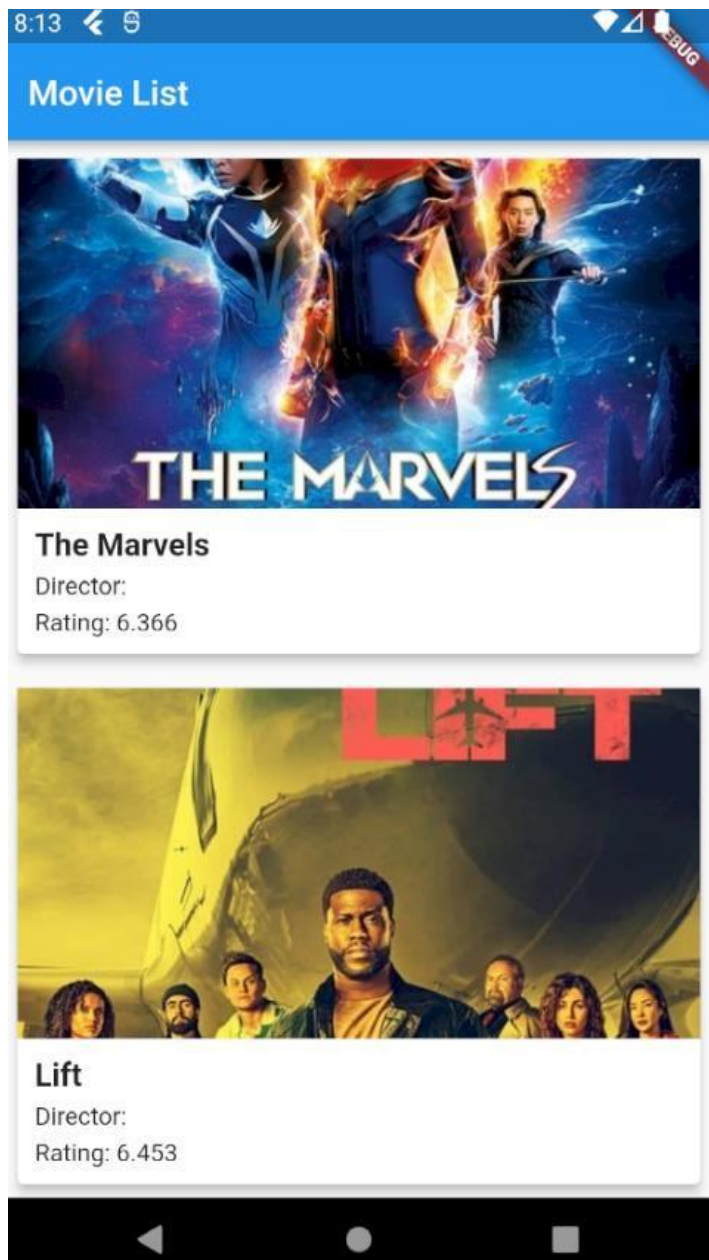 8:13
DEBUG
Movie List
THE MARVELS
The Marvels
Director:
Rating: 6.366
LIFT
Lift
Director:
Rating: 6.453